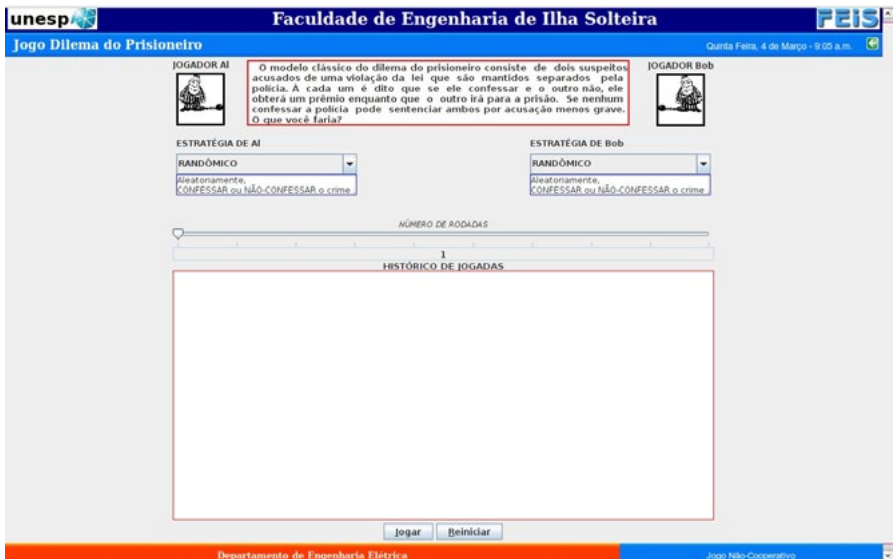 unesp
Faculdade de Engenharia de Ilha Solteira
FEIS
Jogo Dilema do Prisioneiro
Quinta Feira, 4 de Março - 9:05 a.m.
JOGADOR Al
O modelo clássico do dilema do prisioneiro consiste de dois suspeitos
acusados de uma violação da lei que são mantidos separados pela
polícia. À cada um é dito que se ele confessar e o outro não, ele
obterá um prêmio enquanto que o outro irá para a prisão. Se nenhum
confessar a polícia pode sentenciar ambos por acusação menos grave.
O que você faria?
JOGADOR Bob
ESTRATÉGIA DE Al
ESTRATÉGIA DE Bob
RANDÔMICO
RANDÔMICO
Aleatoriamente,
CONFESSAR ou NÃO-CONFESSAR o crime.
Aleatoriamente,
CONFESSAR ou NÃO-CONFESSAR o crime.
NÚMERO DE RODADAS
1
HISTÓRICO DE JOGADAS
Jogar
Reiniciar
Departamento de Engenharia Elétrica
Jogo Não-Cooperativo